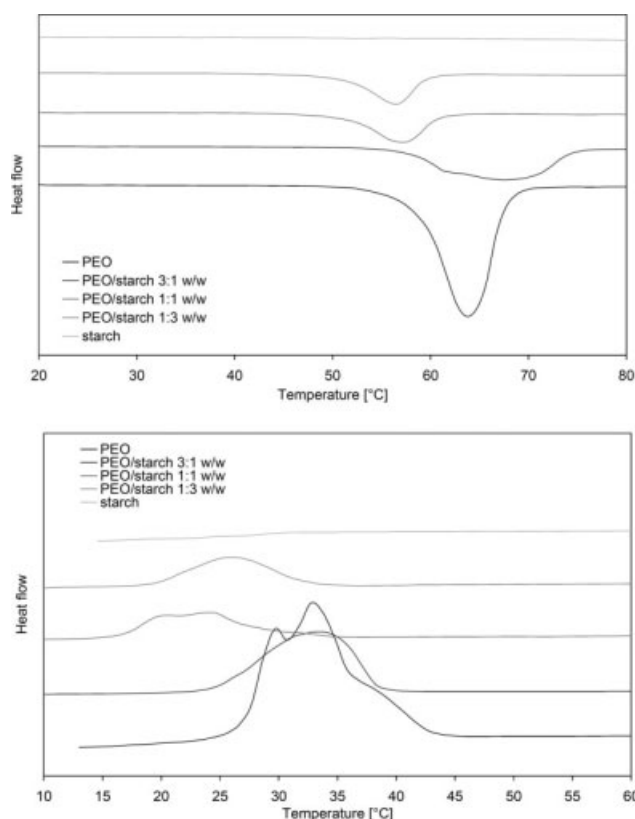 Heat flow
PEO
PEO/starch 3:1 w/w
PEO/starch 1:1 w/w
PEO/starch 1:3 w/w
starch
20 30 40 50 60 70 80
Temperature [°C]
PEO
PEO/starch 3:1 w/w
PEO/starch 1:1 w/w
PEO/starch 1:3 w/w
starch
Heat flow
10 15 20 25 30 35 40 45 50 55 60
Temperature [°C]